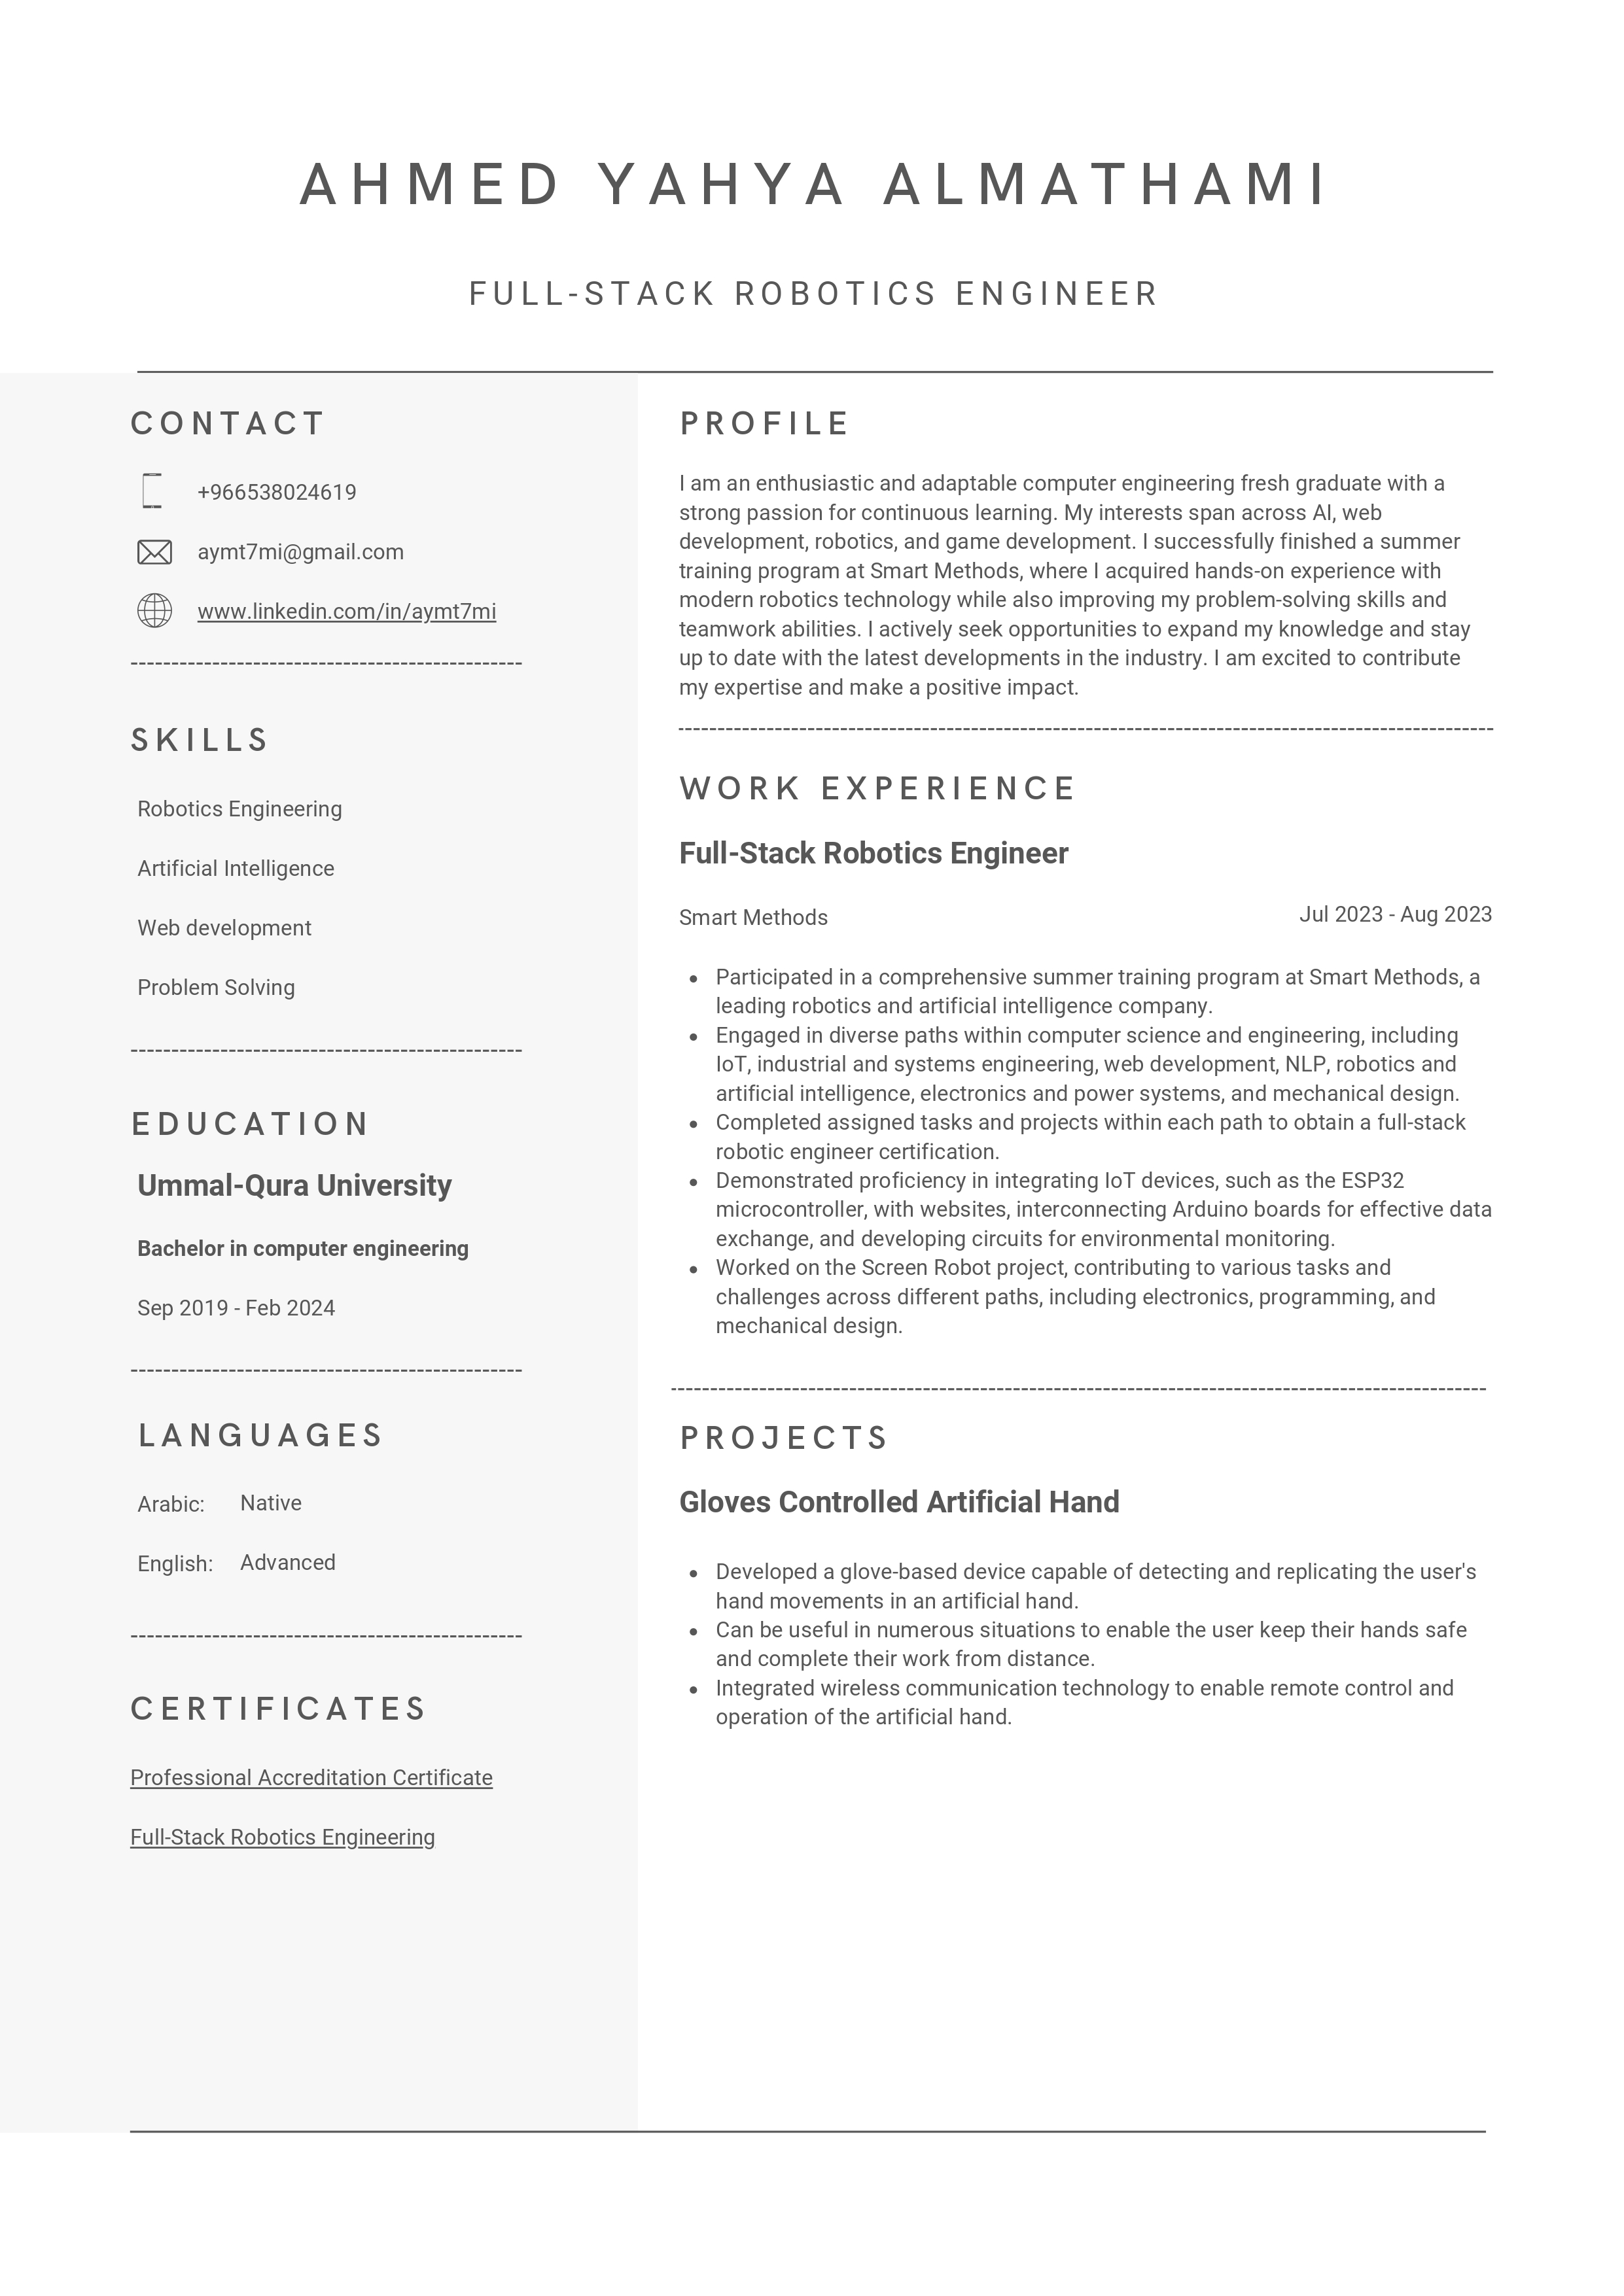 AHMED YAHYA ALMATHAMI
FULL-STACK ROBOTICS ENGINEER
CONTACT
+966538024619
aymt7mi@gmail.com
www.linkedin.com/in/aymt7mi
SKILLS
Robotics Engineering
Artificial Intelligence
Web development
Problem Solving
EDUCATION
Ummal-Qura University
Bachelor in computer engineering
Sep 2019 - Feb 2024
LANGUAGES
Arabic: Native
English: Advanced
CERTIFICATES
Professional Accreditation Certificate
Full-Stack Robotics Engineering
PROFILE
I am an enthusiastic and adaptable computer engineering fresh graduate with a
strong passion for continuous learning. My interests span across AI, web
development, robotics, and game development. I successfully finished a summer
training program at Smart Methods, where I acquired hands-on experience with
modern robotics technology while also improving my problem-solving skills and
teamwork abilities. I actively seek opportunities to expand my knowledge and stay
up to date with the latest developments in the industry. I am excited to contribute
my expertise and make a positive impact.
WORK EXPERIENCE
Full-Stack Robotics Engineer
Smart Methods Jul 2023 - Aug 2023
• Participated in a comprehensive summer training program at Smart Methods, a
leading robotics and artificial intelligence company.
• Engaged in diverse paths within computer science and engineering, including
IoT, industrial and systems engineering, web development, NLP, robotics and
artificial intelligence, electronics and power systems, and mechanical design.
• Completed assigned tasks and projects within each path to obtain a full-stack
robotic engineer certification.
• Demonstrated proficiency in integrating IoT devices, such as the ESP32
microcontroller, with websites, interconnecting Arduino boards for effective data
exchange, and developing circuits for environmental monitoring.
• Worked on the Screen Robot project, contributing to various tasks and
challenges across different paths, including electronics, programming, and
mechanical design.
PROJECTS
Gloves Controlled Artificial Hand
• Developed a glove-based device capable of detecting and replicating the user's
hand movements in an artificial hand.
• Can be useful in numerous situations to enable the user keep their hands safe
and complete their work from distance.
• Integrated wireless communication technology to enable remote control and
operation of the artificial hand.